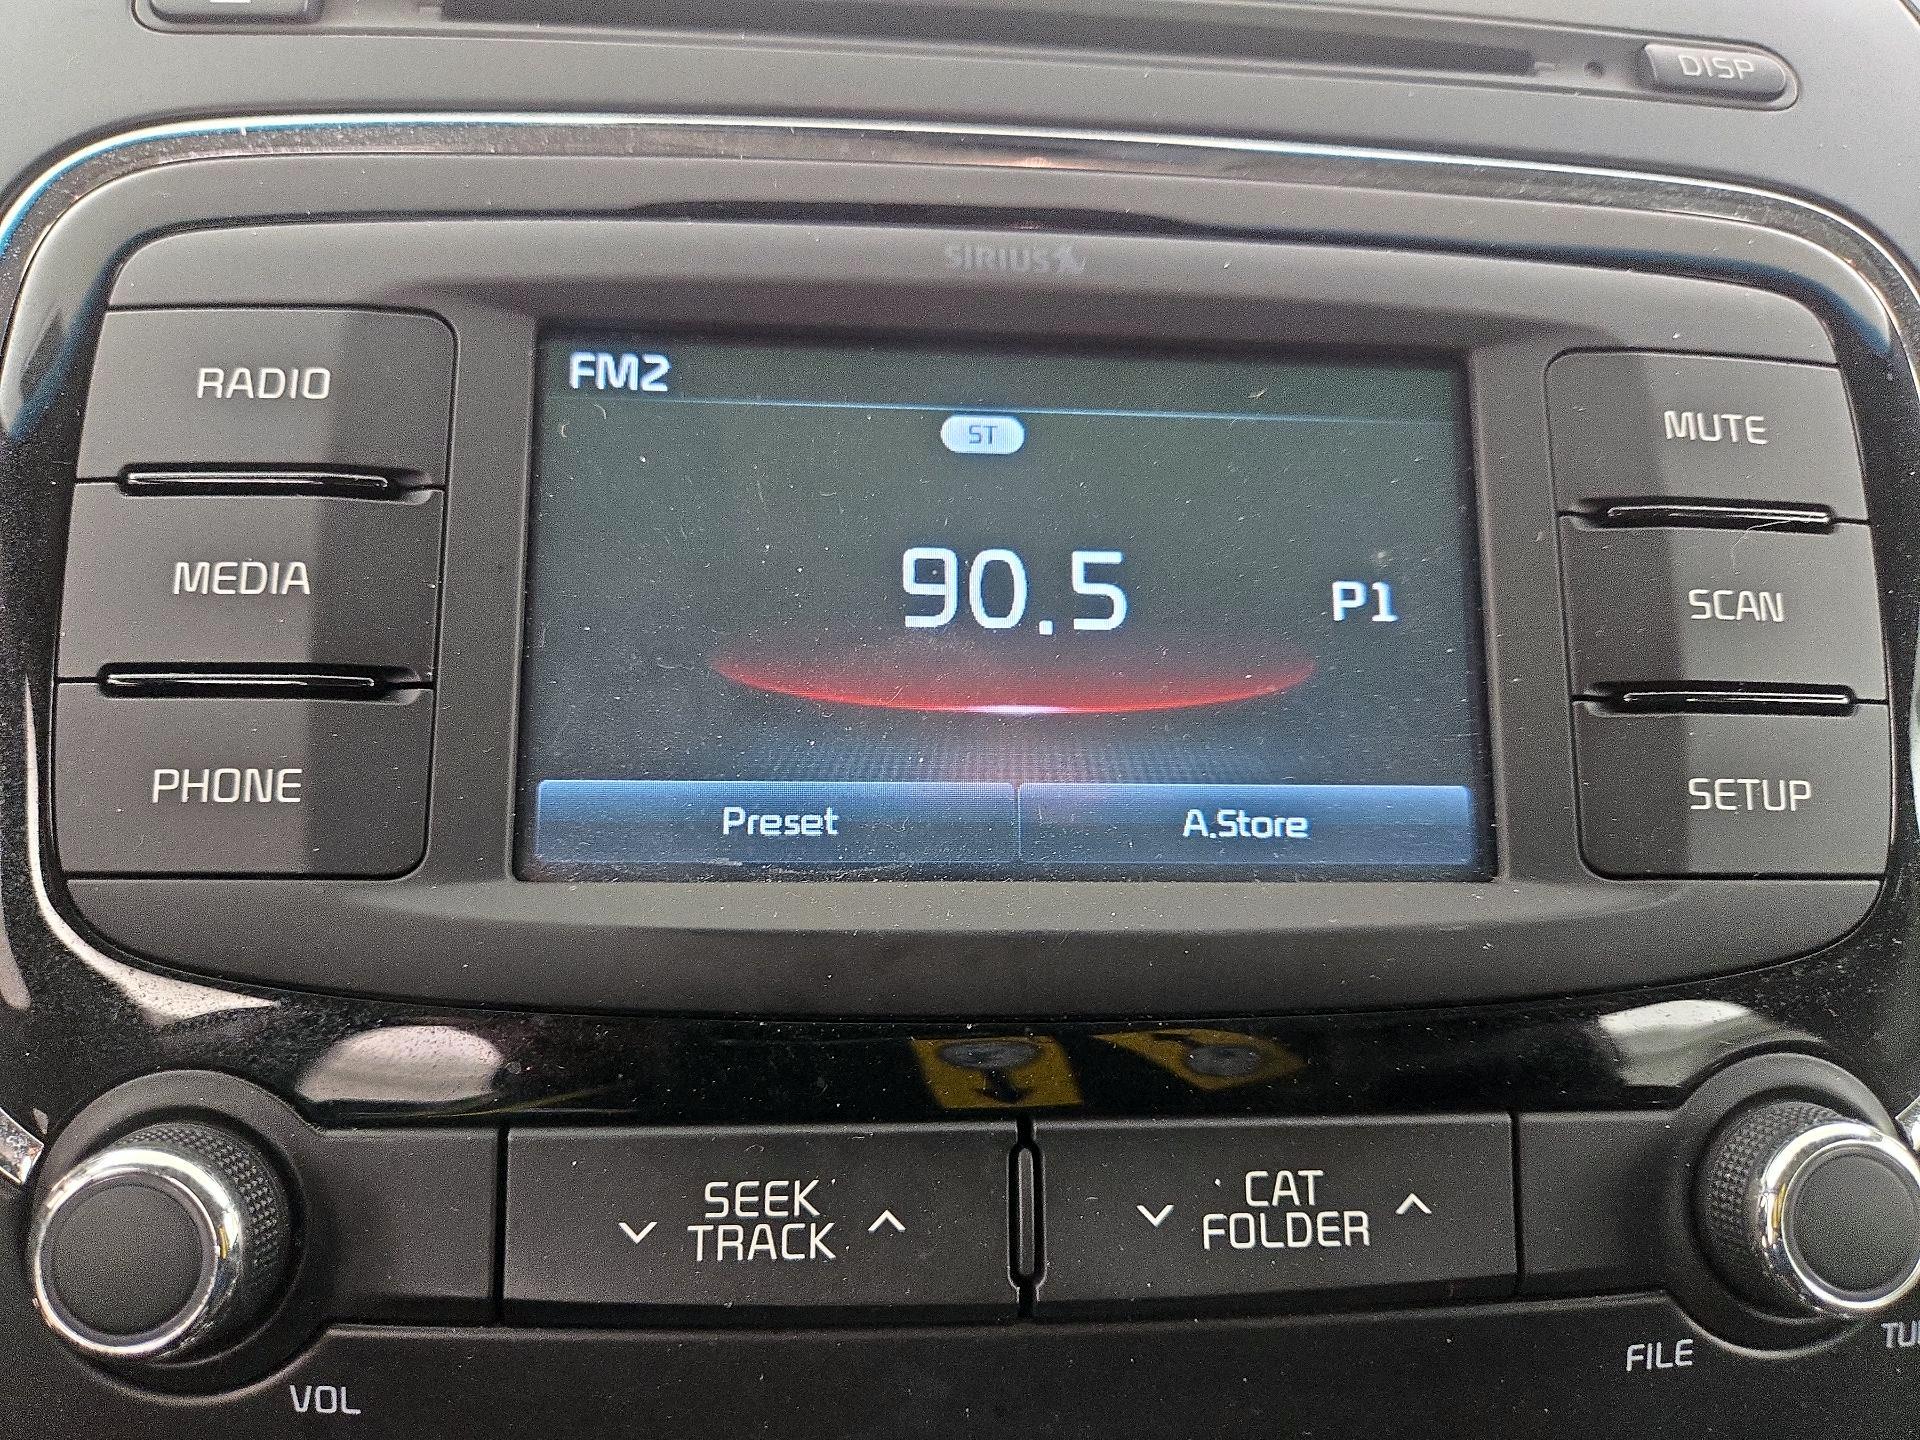 DISP
SIRIUS
RADIO
MEDIA
PHONE
FM2
ST
90.5
P1
Preset
A.Store
MUTE
SCAN
SETUP
SEEK
TRACK
CAT
FOLDER
VOL
FILE